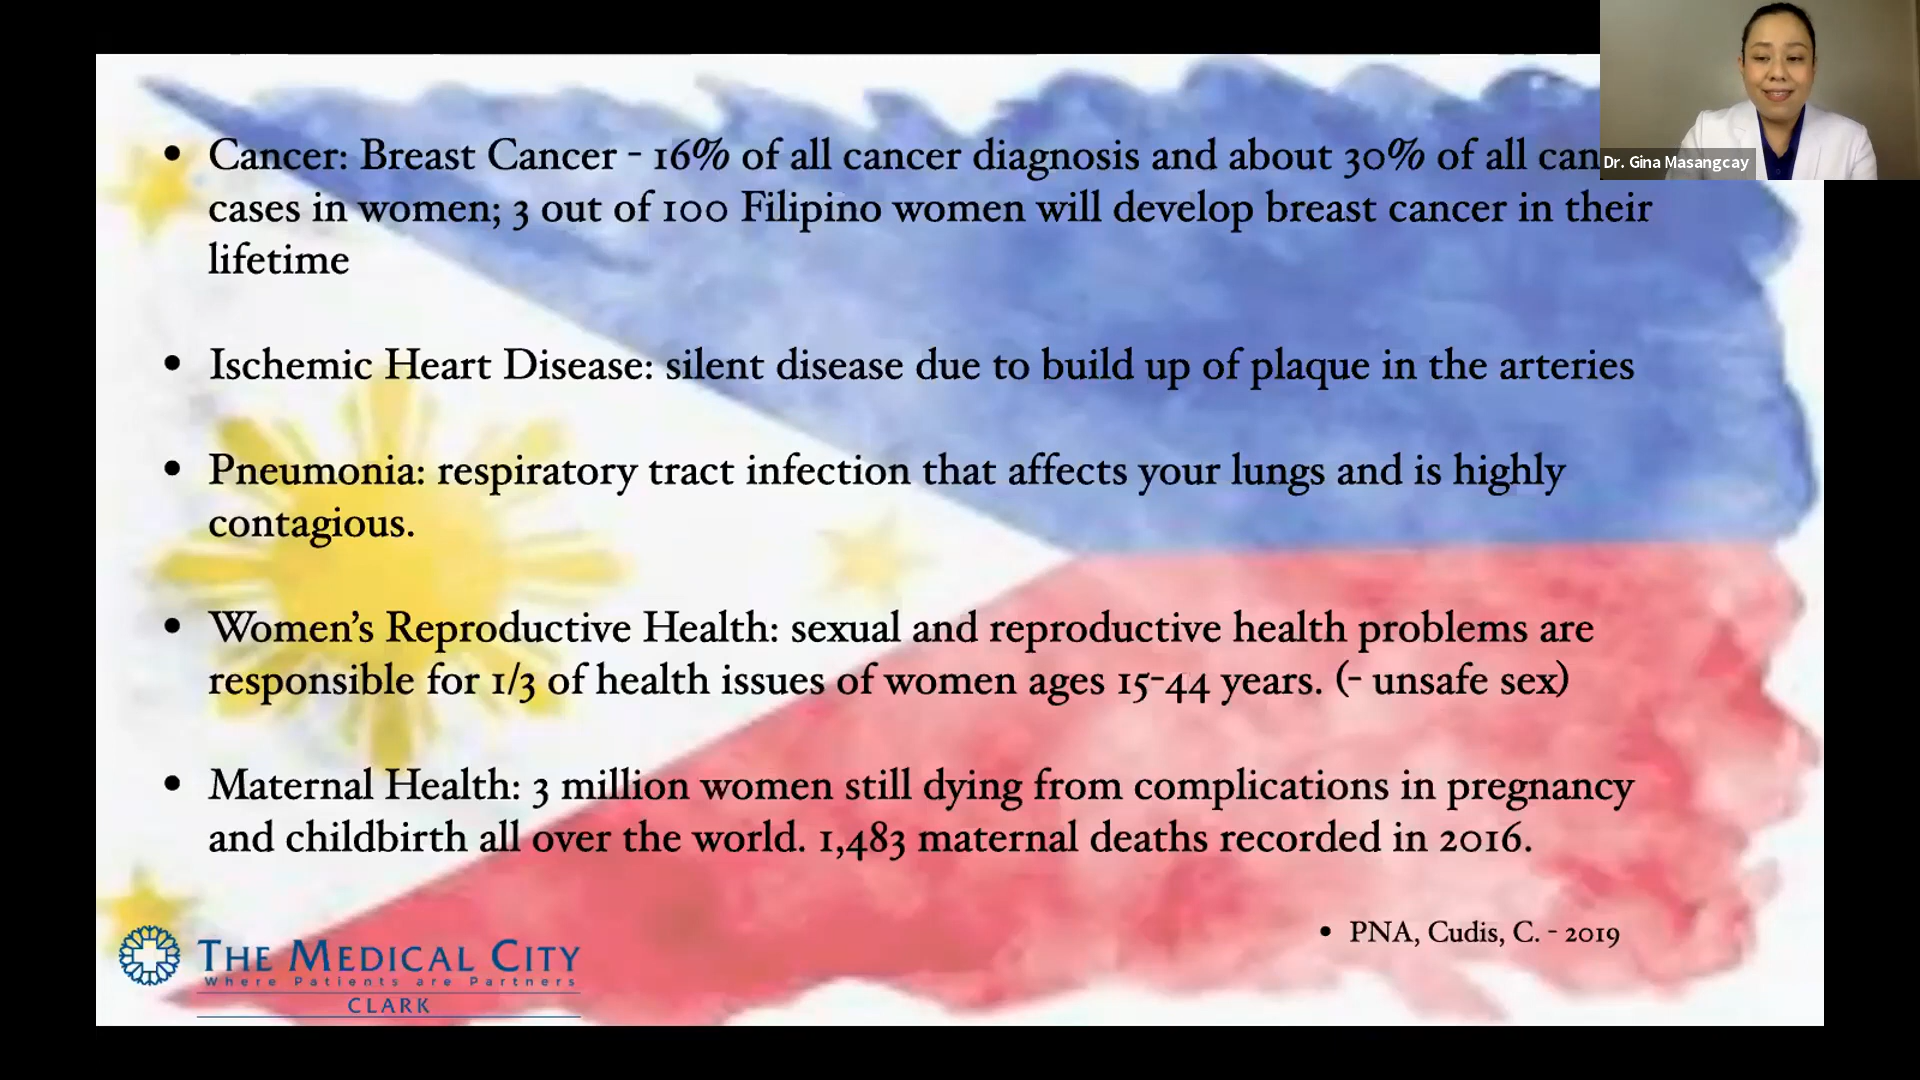 • Cancer: Breast Cancer - 16% of all cancer diagnosis and about 30% of all can
cases in women; 3 out of 100 Filipino women will develop breast cancer in their
lifetime
• Ischemic Heart Disease: silent disease due to build up of plaque in the arteries
• Pneumonia: respiratory tract infection that affects your lungs and is highly
contagious.
• Women's Reproductive Health: sexual and reproductive health problems are
responsible for 1/3 of health issues of women ages 15-44 years. (- unsafe sex)
• Maternal Health: 3 million women still dying from complications in pregnancy
and childbirth all over the world. 1,483 maternal deaths recorded in 2016.
• PNA, Cudis, C. - 2019
THE MEDICAL CITY
Where Patients are Partners
CLARK
Dr. Gina Masangcay